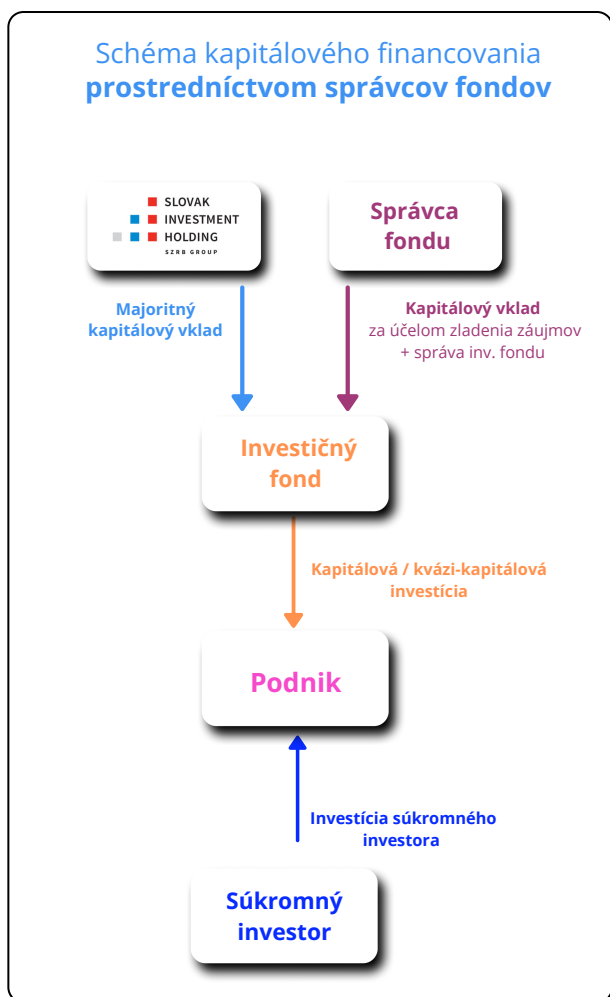 Schéma kapitálového financovania
prostredníctvom správcov fondov
SLOVAK
INVESTMENT
HOLDING
SZRB GROUP
Správca
fondu
Majoritný
kapitálový vklad
Kapitálový vklad
za účelom zladenia záujmov
+ správa inv. fondu
Investičný
fond
Kapitálová / kvázi-kapitálová
investícia
Podnik
Investícia súkromného
investora
Súkromný
investor